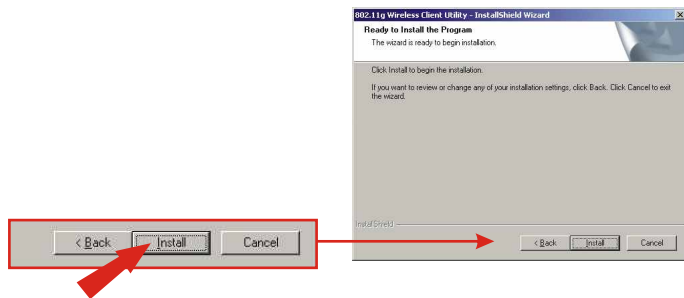 802.11g Wireless Client Utility - InstallShield Wizard
Ready to Install the Program
The wizard is ready to begin installation.
Click Install to begin the installation.
If you want to review or change any of your installation settings, click Back. Click Cancel to exit
the wizard.
InstallShield
< Back Install Cancel
< Back Install Cancel